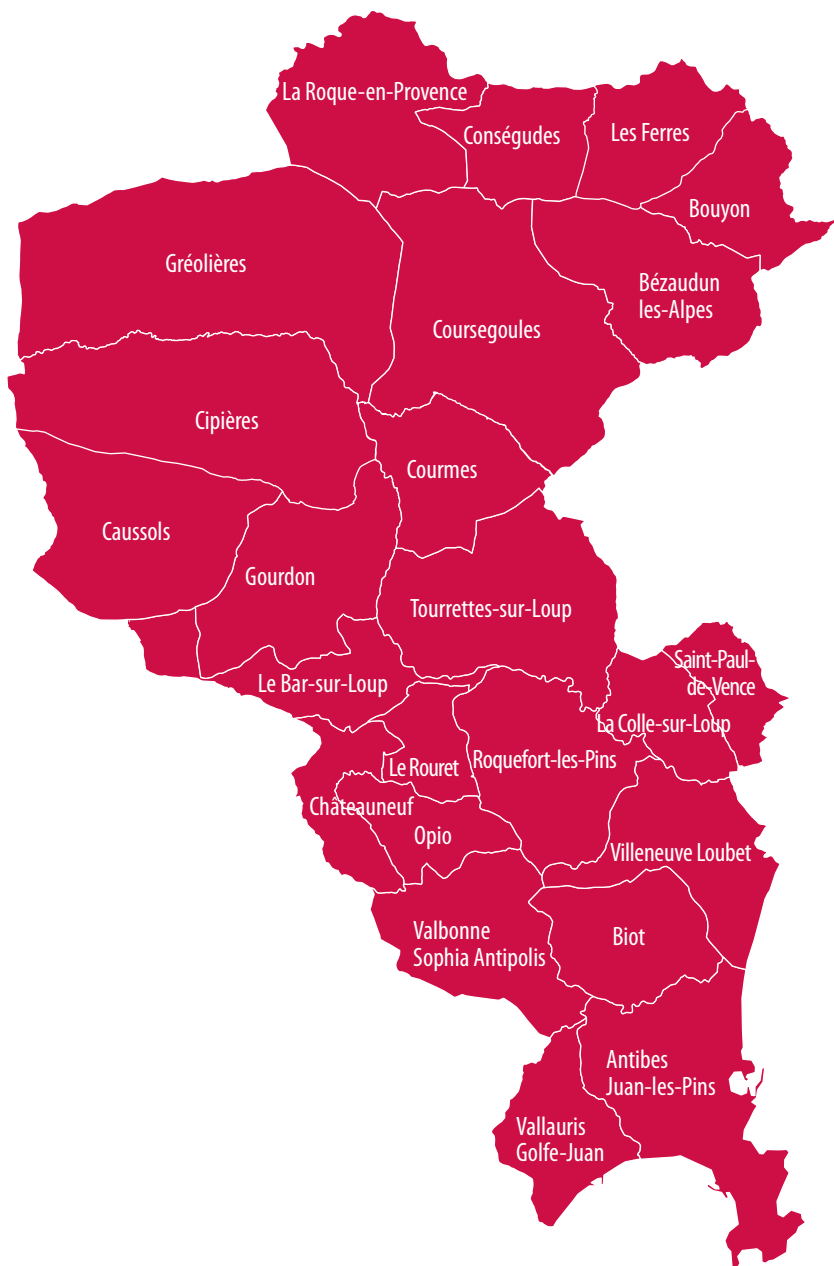 La Roque-en-Provence
Conségudes
Les Ferres
Bouyon
Gréolières
Bézaudun
les-Alpes
Coursegoules
Cipières
Courmes
Caussols
Gourdon
Tourrettes-sur-Loup
Saint-Paul-
de-Vence
Le Bar-sur-Loup
La Colle-sur-Loup
Le Rouret
Roquefort-les-Pins
Châteauneuf
Opio
Villeneuve Loubet
Valbonne
Sophia Antipolis
Biot
Antibes
Juan-les-Pins
Vallauris
Golfe-Juan